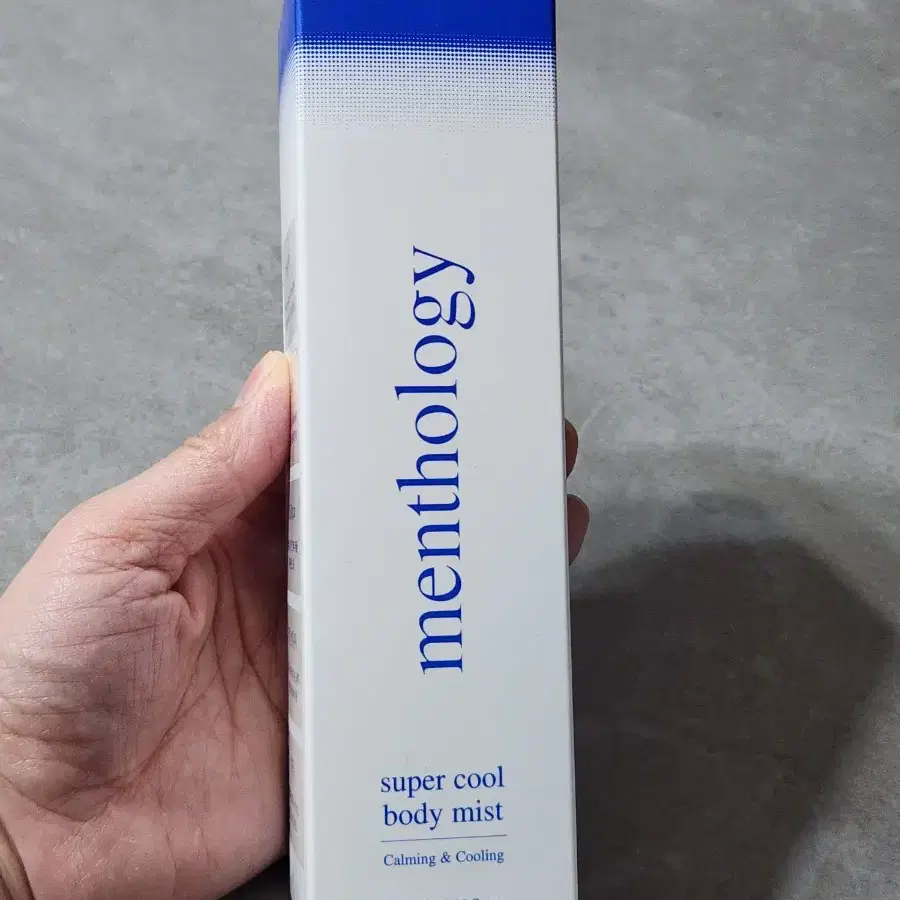 menthology
super cool
body mist
Calming & Cooling